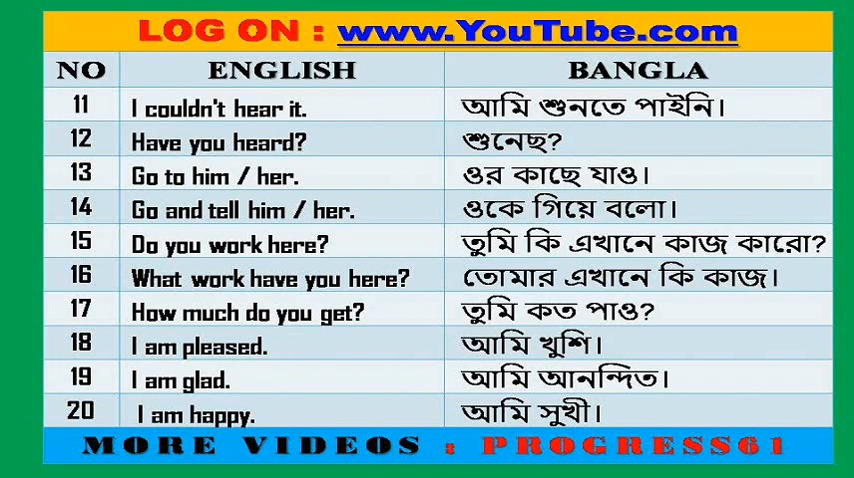 LOG ON : www.YouTube.com
NO ENGLISH BANGLA
11 I couldn't hear it. আমি শুনতে পাইনি।
12 Have you heard? শুনেছ?
13 Go to him / her. ওর কাছে যাও।
14 Go and tell him / her. ওকে গিয়ে বলো।
15 Do you work here? তুমি কি এখানে কাজ কারো?
16 What work have you here? তোমার এখানে কি কাজ।
17 How much do you get? তুমি কত পাও?
18 I am pleased. আমি খুশি।
19 I am glad. আমি আনন্দিত।
20 I am happy. আমি সুখী।
MORE VIDEOS : PROGRESS61